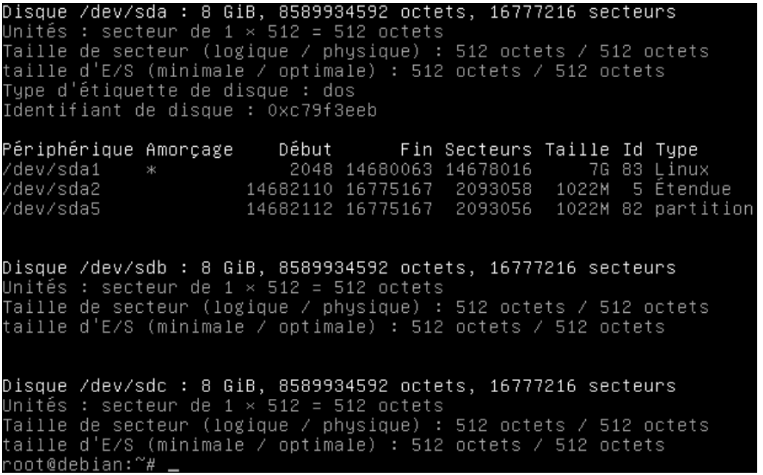 Disque /dev/sda : 8 GiB, 8589934592 octets, 16777216 secteurs
Unités : secteur de 1 × 512 = 512 octets
Taille de secteur (logique / physique) : 512 octets / 512 octets
taille d'E/S (minimale / optimale) : 512 octets / 512 octets
Type d'étiquette de disque : dos
Identifiant de disque : 0xc79f3eeb
Périphérique Amorçage Début Fin Secteurs Taille Id Type
/dev/sda1 * 2048 14680063 14678016 7G 83 Linux
/dev/sda2 14682110 16775167 2093058 1022M 5 Étendue
/dev/sda5 14682112 16775167 2093056 1022M 82 partition
Disque /dev/sdb : 8 GiB, 8589934592 octets, 16777216 secteurs
Unités : secteur de 1 × 512 = 512 octets
Taille de secteur (logique / physique) : 512 octets / 512 octets
taille d'E/S (minimale / optimale) : 512 octets / 512 octets
Disque /dev/sdc : 8 GiB, 8589934592 octets, 16777216 secteurs
Unités : secteur de 1 × 512 = 512 octets
Taille de secteur (logique / physique) : 512 octets / 512 octets
taille d'E/S (minimale / optimale) : 512 octets / 512 octets
root@debian:~# _